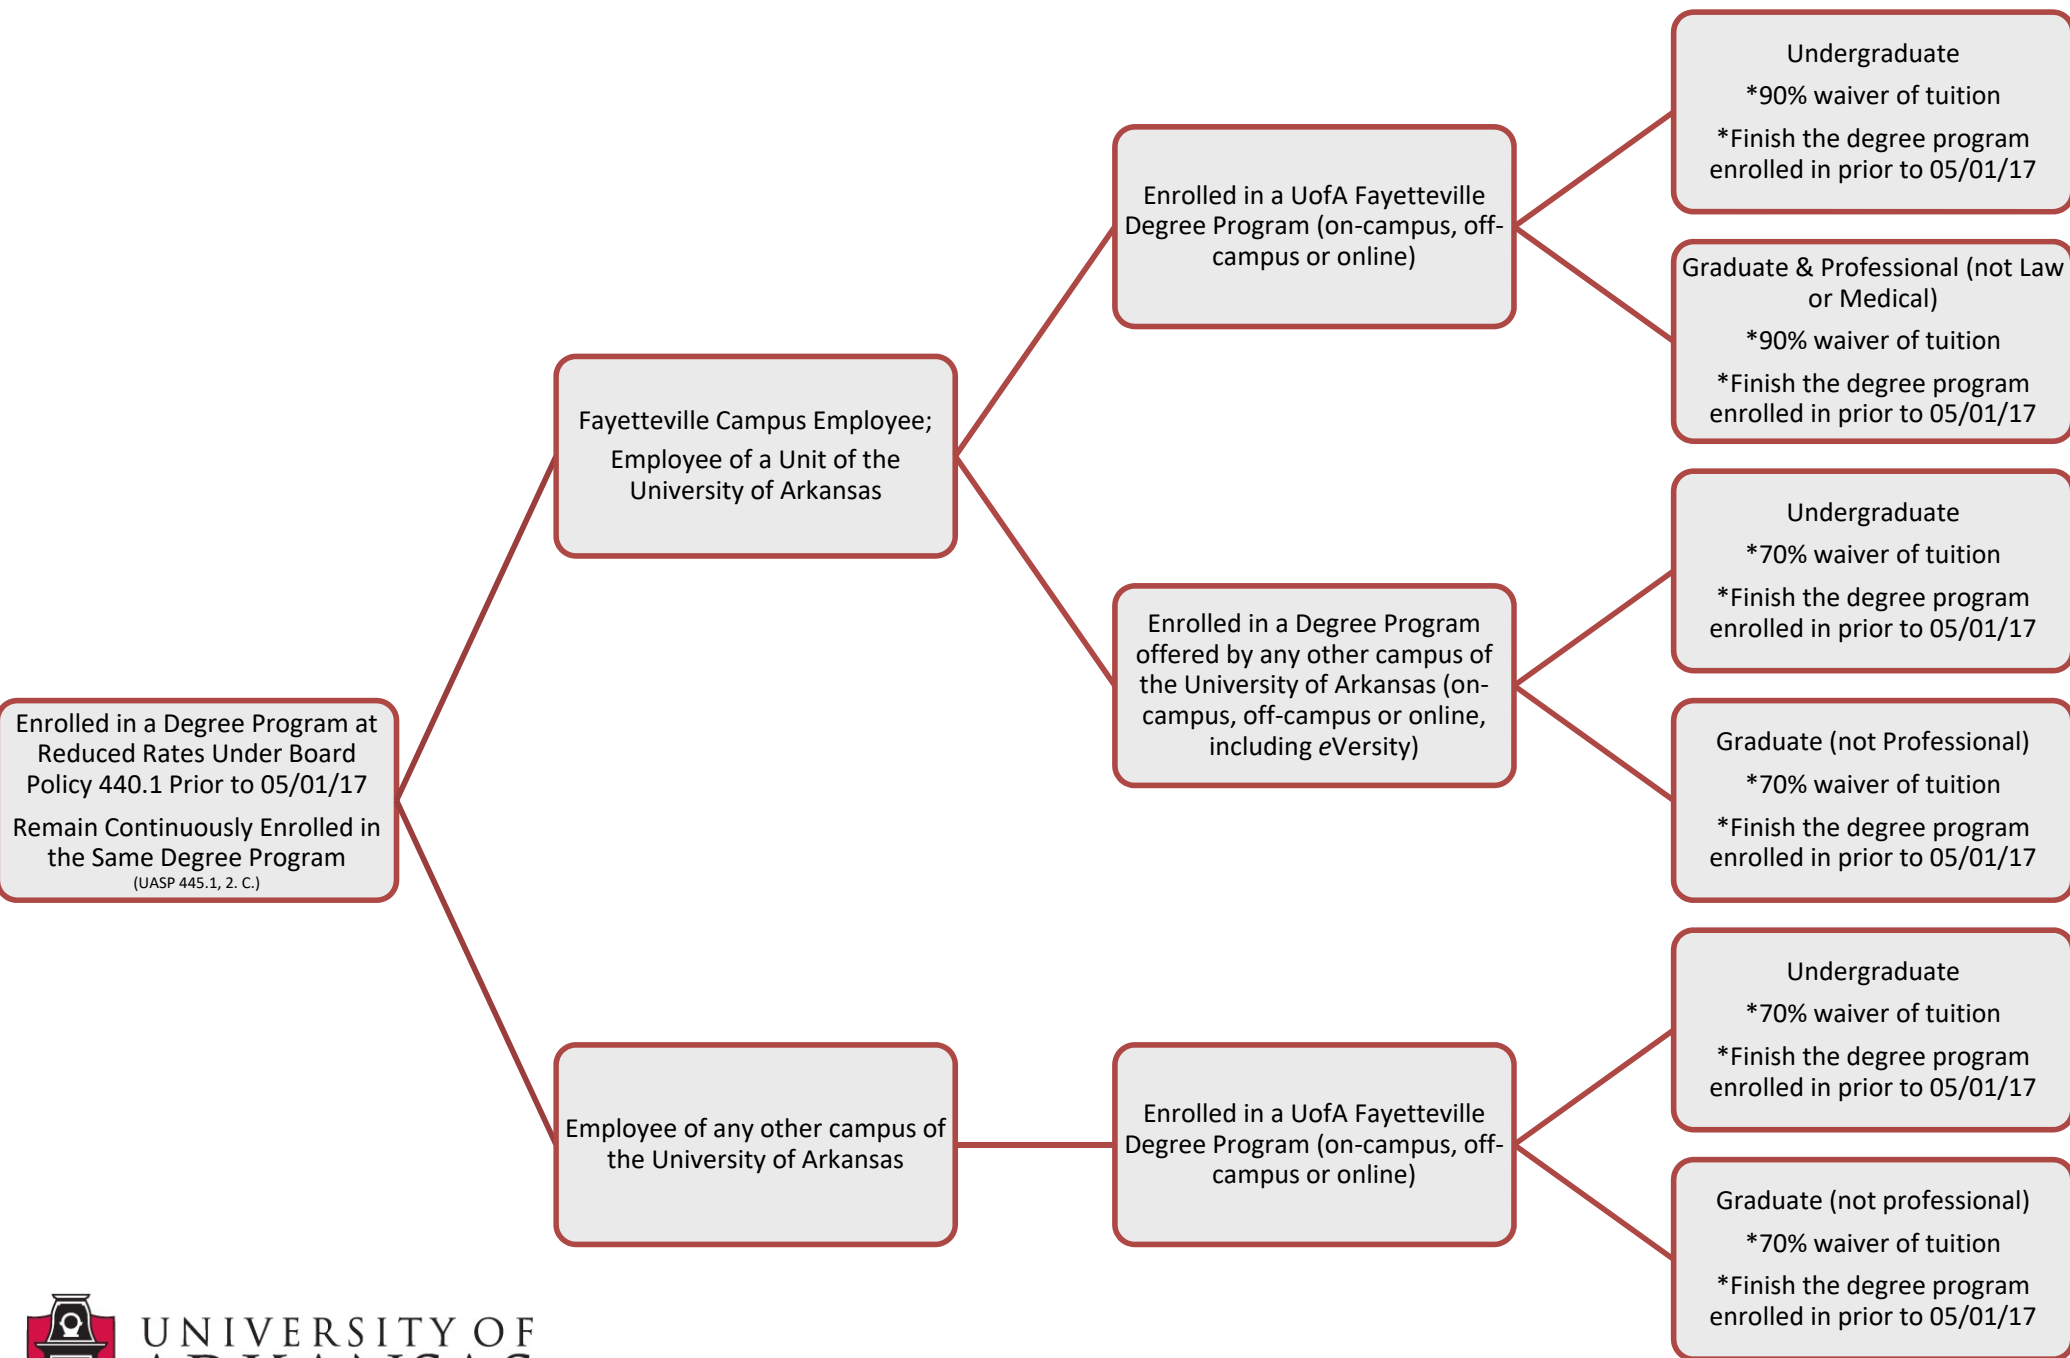 Enrolled in a Degree Program at
Reduced Rates Under Board
Policy 440.1 Prior to 05/01/17
Remain Continuously Enrolled in
the Same Degree Program
(UASP 445.1, 2. C.)
Fayetteville Campus Employee;
Employee of a Unit of the
University of Arkansas
Enrolled in a UofA Fayetteville
Degree Program (on-campus, off-
campus or online)
Undergraduate
*90% waiver of tuition
*Finish the degree program
enrolled in prior to 05/01/17
Graduate & Professional (not Law
or Medical)
*90% waiver of tuition
*Finish the degree program
enrolled in prior to 05/01/17
Enrolled in a Degree Program
offered by any other campus of
the University of Arkansas (on-
campus, off-campus or online,
including eVersity)
Undergraduate
*70% waiver of tuition
*Finish the degree program
enrolled in prior to 05/01/17
Graduate (not Professional)
*70% waiver of tuition
*Finish the degree program
enrolled in prior to 05/01/17
Employee of any other campus of
the University of Arkansas
Enrolled in a UofA Fayetteville
Degree Program (on-campus, off-
campus or online)
Undergraduate
*70% waiver of tuition
*Finish the degree program
enrolled in prior to 05/01/17
Graduate (not professional)
*70% waiver of tuition
*Finish the degree program
enrolled in prior to 05/01/17
UNIVERSITY OF
ARKANSAS